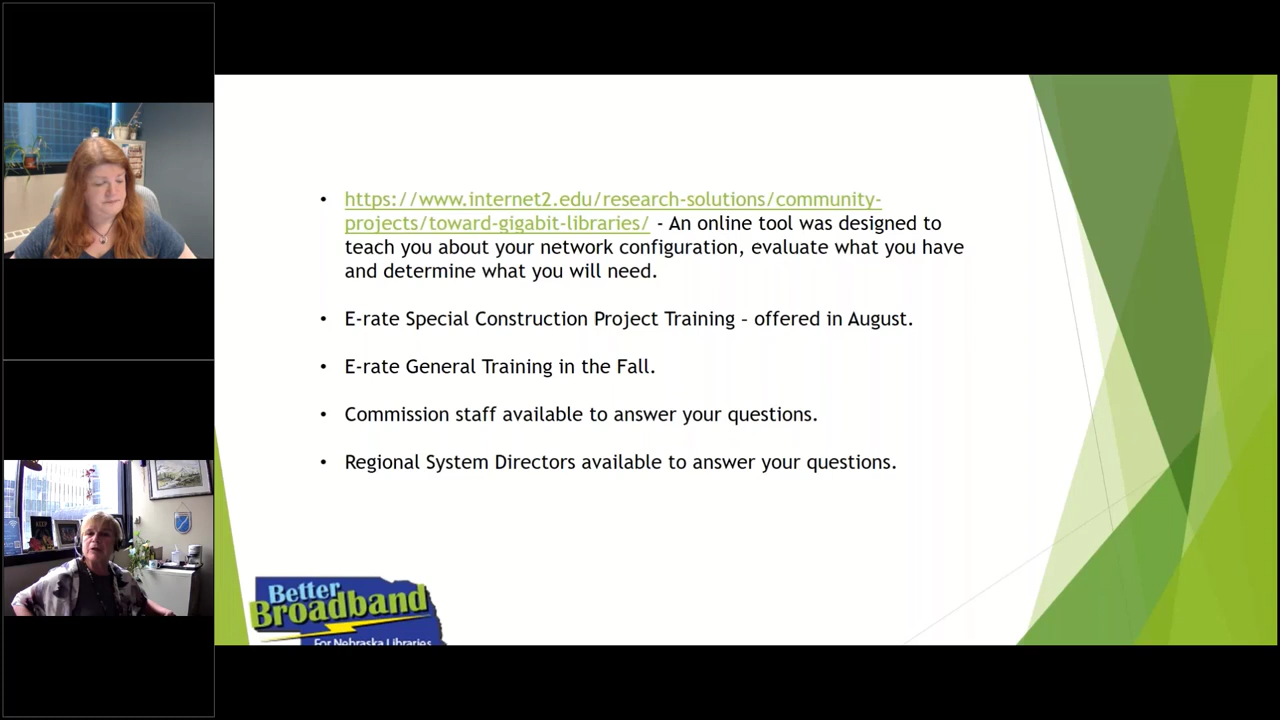 • https://www.internet2.edu/research-solutions/community-
projects/toward-gigabit-libraries/ - An online tool was designed to
teach you about your network configuration, evaluate what you have
and determine what you will need.
• E-rate Special Construction Project Training – offered in August.
• E-rate General Training in the Fall.
• Commission staff available to answer your questions.
• Regional System Directors available to answer your questions.
Better
Broadband
For Nebraska Libraries